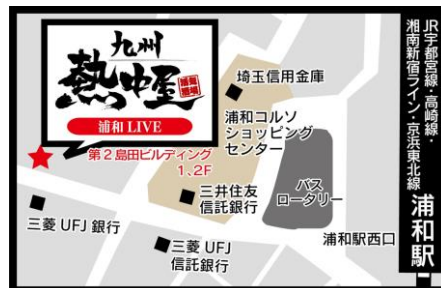 九州
熱中屋
浦和 LIVE
第2島田ビルディング
1、2F
埼玉信用金庫
浦和コルソ
ショッピング
センター
三井住友
信託銀行
バス
ロータリー
三菱 UFJ 銀行
三菱 UFJ
信託銀行
浦和駅西口
JR宇都宮線・高崎線・
湘南新宿ライン・京浜東北線
浦和駅